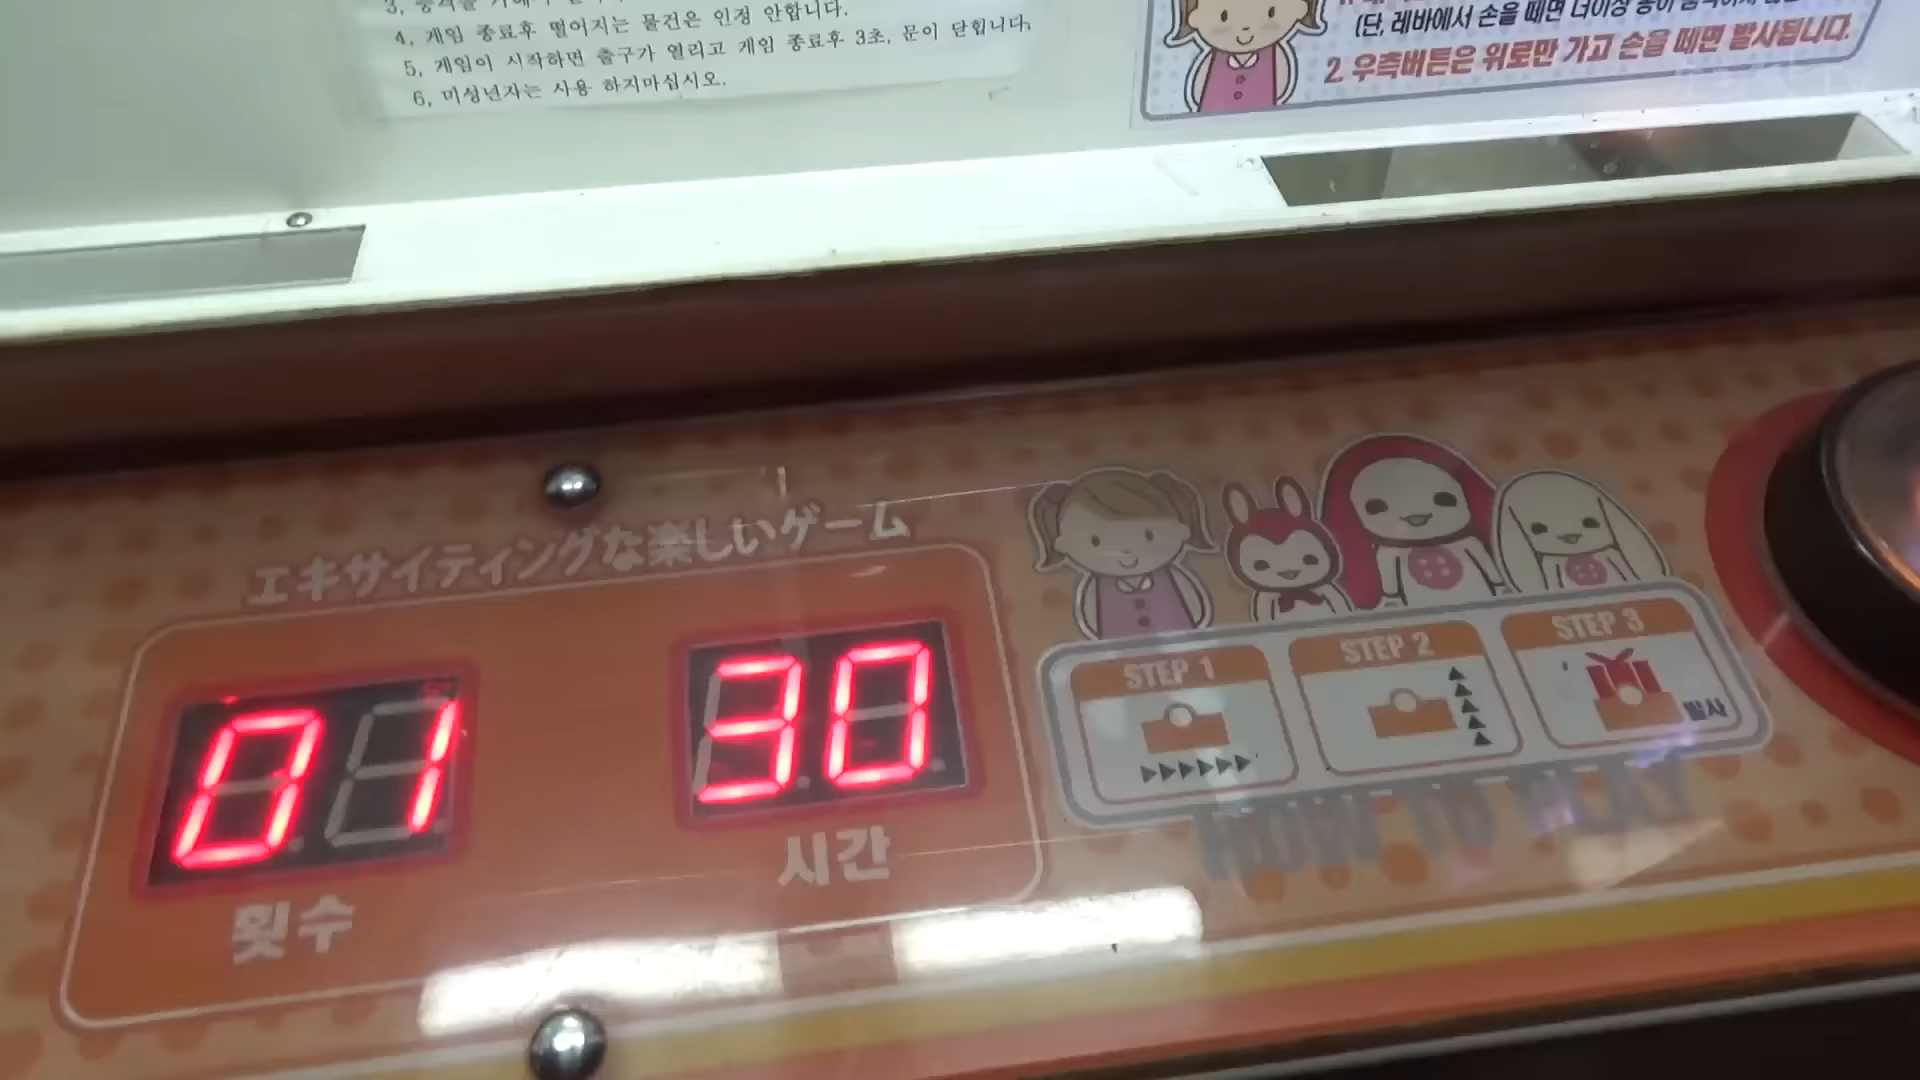 4, 게임 종료후 떨어지는 물건은 인정 안합니다.
5, 게임이 시작하면 출구가 열리고 게임 종료후 3초, 문이 닫힙니다,
6, 미성년자는 사용 하지마십시오.
(단, 레바에서 손을 떼면 더이상
2. 우측버튼은 위로만 가고 손을 떼면 발사됩니다.
エキサイティングな楽しいゲーム
01
30
횟수
시간
STEP 1
STEP 2
STEP 3
발사
HOW TO PLAY